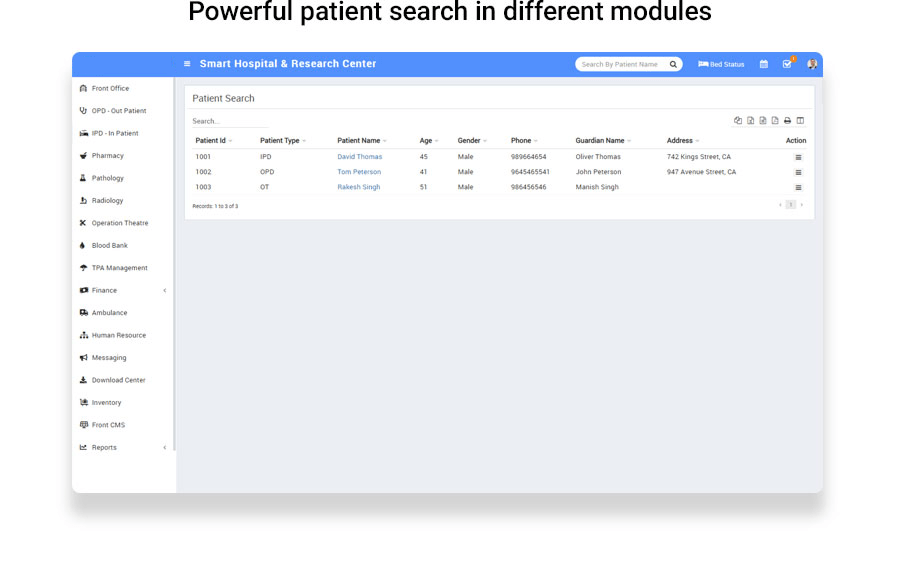 Powerful patient search in different modules
Smart Hospital & Research Center
Search By Patient Name
Bed Status
Front Office
OPD - Out Patient
IPD - In Patient
Pharmacy
Pathology
Radiology
Operation Theatre
Blood Bank
TPA Management
Finance
Ambulance
Human Resource
Messaging
Download Center
Inventory
Front CMS
Reports
Patient Search
Search...
Patient Id Patient Type Patient Name Age Gender Phone Guardian Name Address Action
1001 IPD David Thomas 45 Male 989664654 Oliver Thomas 742 Kings Street, CA
1002 OPD Tom Peterson 41 Male 9645465541 John Peterson 947 Avenue Street, CA
1003 OT Rakesh Singh 51 Male 986456546 Manish Singh
Records: 1 to 3 of 3
1